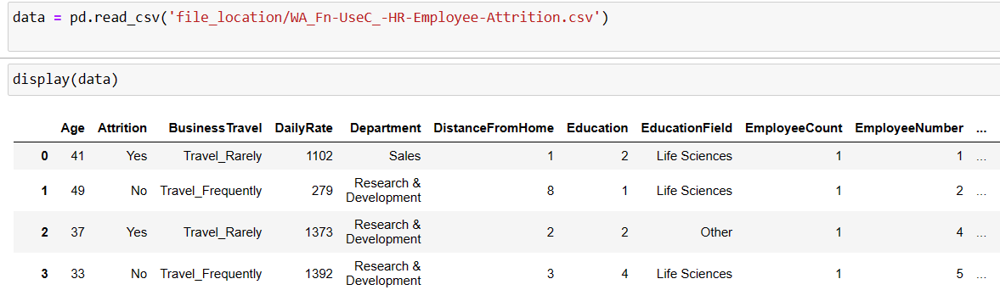 data = pd.read_csv('file_location/WA_Fn-UseC_-HR-Employee-Attrition.csv')
display(data)
Age Attrition BusinessTravel DailyRate Department DistanceFromHome Education EducationField EmployeeCount EmployeeNumber ...
0 41 Yes Travel_Rarely 1102 Sales 1 2 Life Sciences 1 1 ...
1 49 No Travel_Frequently 279 Research & Development 8 1 Life Sciences 1 2 ...
2 37 Yes Travel_Rarely 1373 Research & Development 2 2 Other 1 4 ...
3 33 No Travel_Frequently 1392 Research & Development 3 4 Life Sciences 1 5 ...